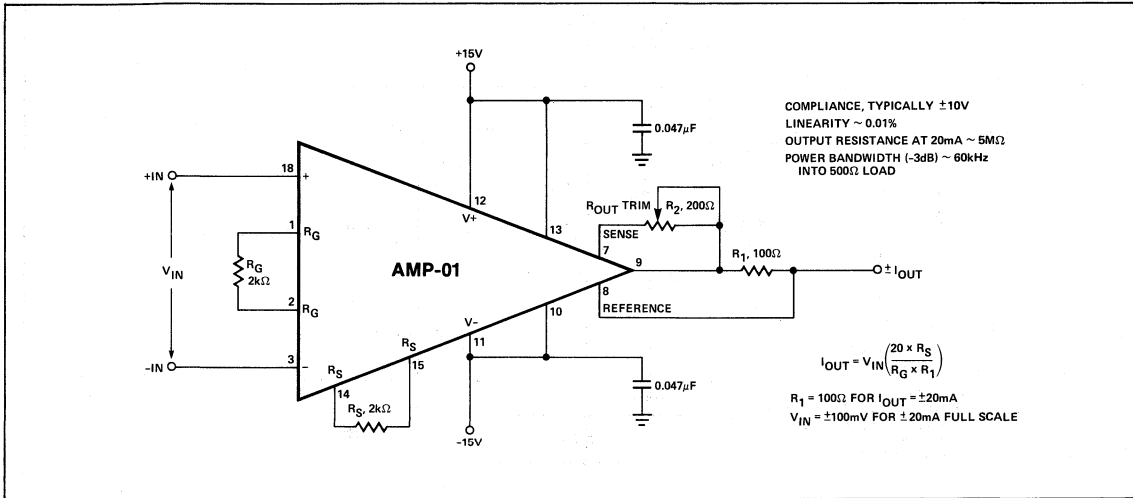 +15V
0.047μF
COMPLIANCE, TYPICALLY ±10V
LINEARITY ~ 0.01%
OUTPUT RESISTANCE AT 20mA ~ 5MΩ
POWER BANDWIDTH (-3dB) ~ 60kHz
INTO 500Ω LOAD
+IN
18
+
12
V+
13
ROUT TRIM
R2, 200Ω
SENSE
7
1
RG
VIN
RG
2kΩ
AMP-01
9
R1, 100Ω
± IOUT
8
REFERENCE
2
RG
10
V-
11
-IN
3
-
RS
15
RS
14
RS, 2kΩ
0.047μF
-15V
IOUT = VIN(20 x RS / RG x R1)
R1 = 100Ω FOR IOUT = ±20mA
VIN = ±100mV FOR ±20mA FULL SCALE